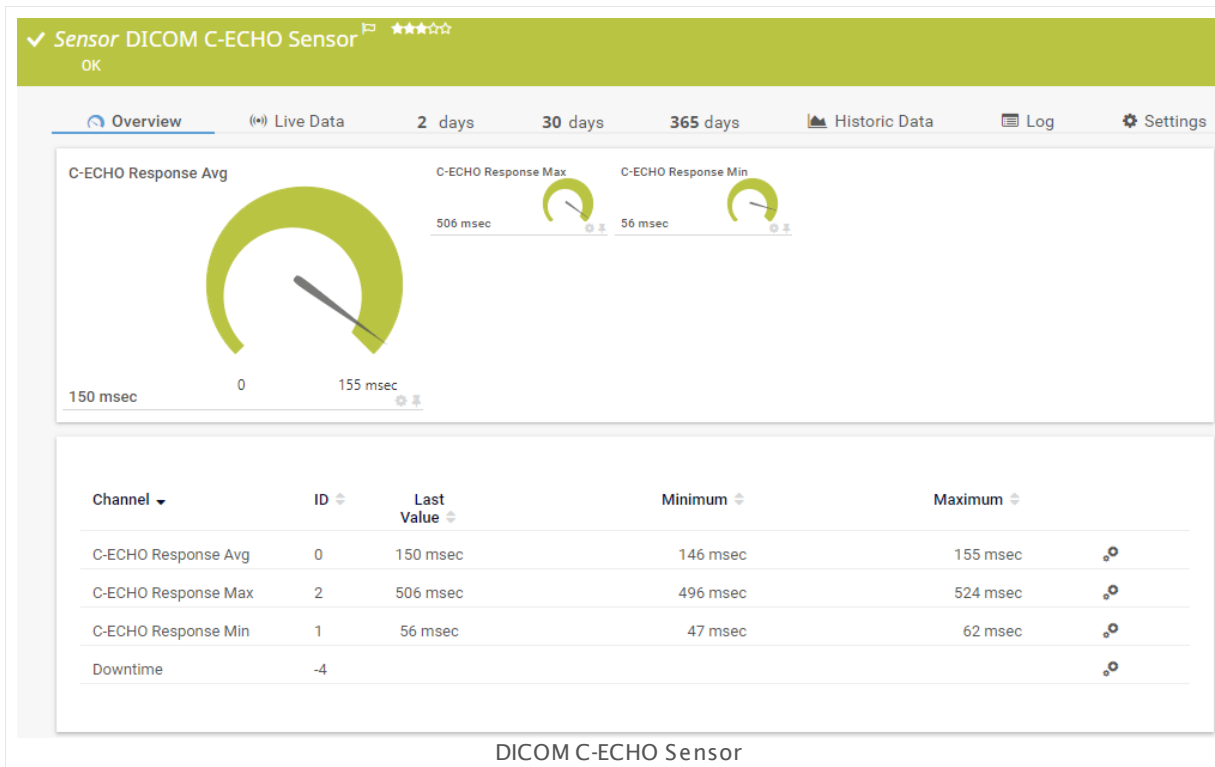 Sensor DICOM C-ECHO Sensor
OK
Overview Live Data 2 days 30 days 365 days Historic Data Log Settings
C-ECHO Response Avg
0 155 msec
150 msec
C-ECHO Response Max
506 msec
C-ECHO Response Min
56 msec
Channel ID Last Value Minimum Maximum
C-ECHO Response Avg 0 150 msec 146 msec 155 msec
C-ECHO Response Max 2 506 msec 496 msec 524 msec
C-ECHO Response Min 1 56 msec 47 msec 62 msec
Downtime -4
DICOM C-ECHO Sensor